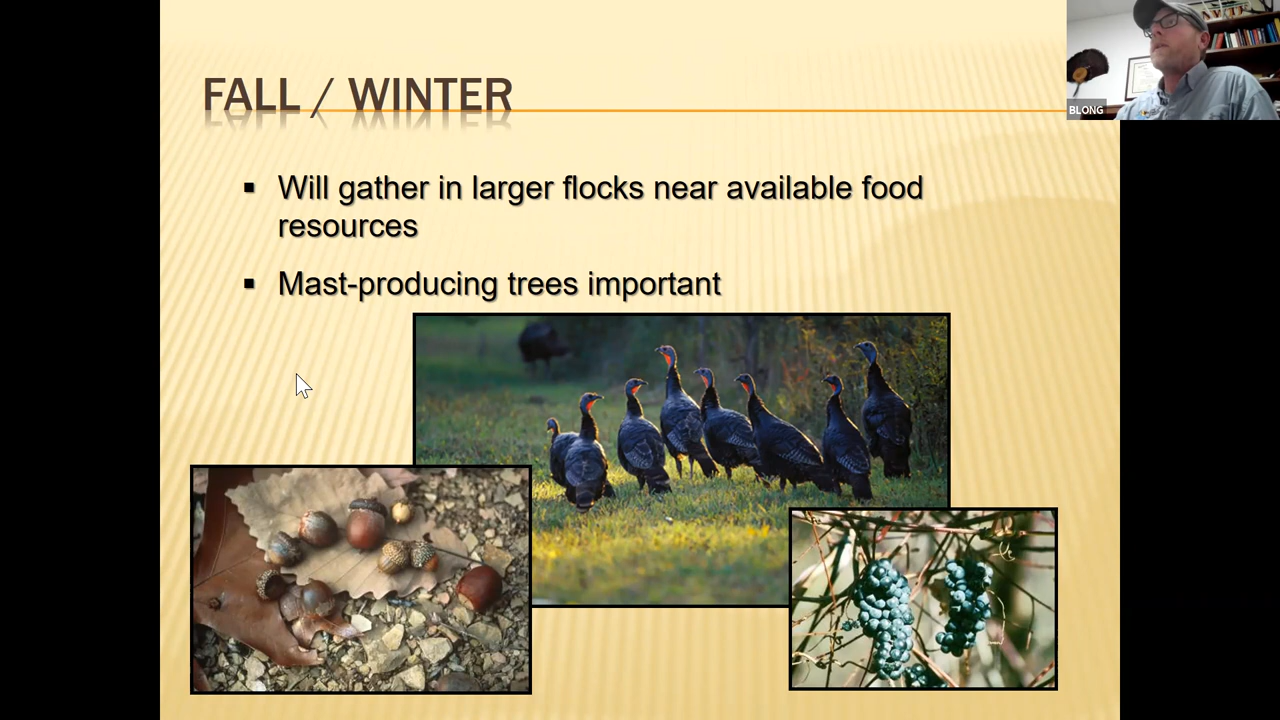 FALL / WINTER
BLONG
▪ Will gather in larger flocks near available food
resources
▪ Mast-producing trees important